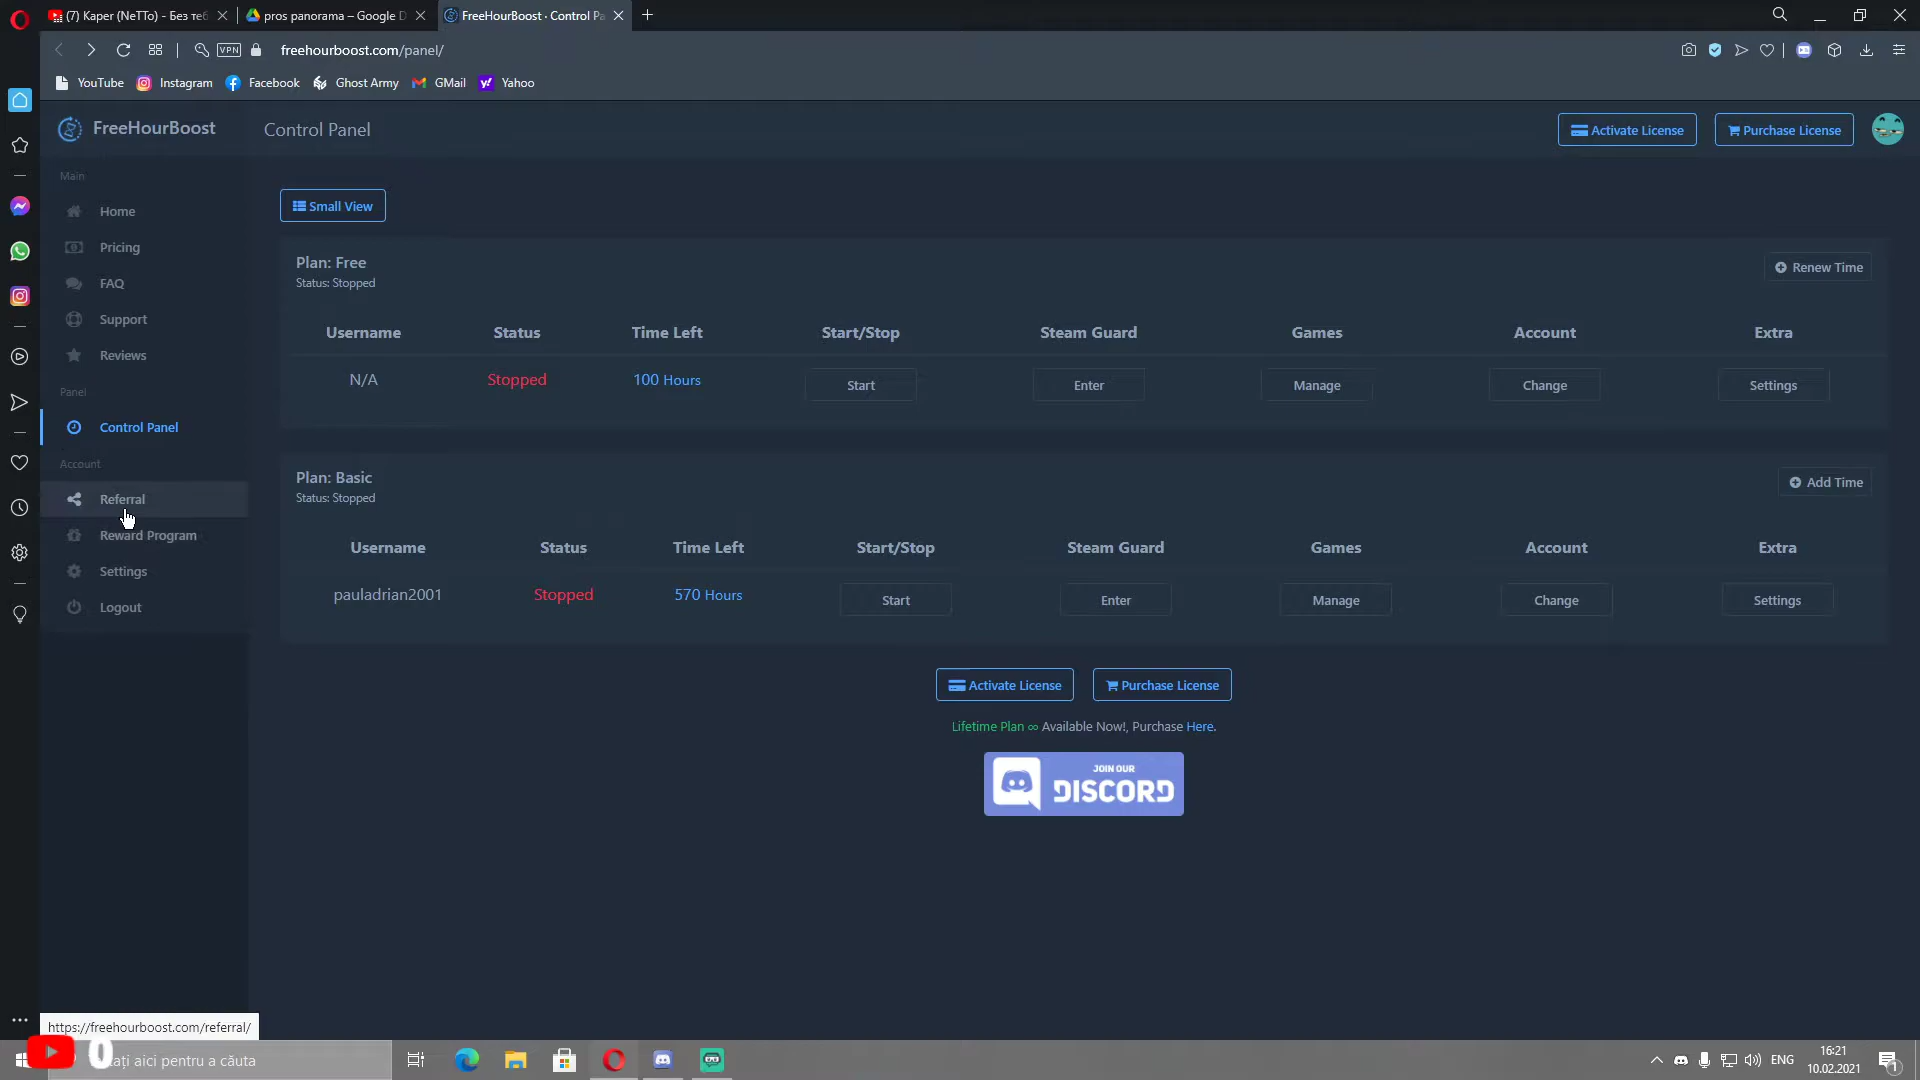 (7) Kaper (NeTTo) - Без теб
pros panorama – Google D
FreeHourBoost · Control Pa
VPN
freehourboost.com/panel/
YouTube
Instagram
Facebook
Ghost Army
GMail
Yahoo
FreeHourBoost
Control Panel
Activate License
Purchase License
Main
Home
Pricing
FAQ
Support
Reviews
Panel
Control Panel
Account
Referral
Reward Program
Settings
Logout
Small View
Plan: Free
Status: Stopped
Renew Time
Username Status Time Left Start/Stop Steam Guard Games Account Extra
N/A Stopped 100 Hours Start Enter Manage Change Settings
Plan: Basic
Status: Stopped
Add Time
Username Status Time Left Start/Stop Steam Guard Games Account Extra
pauladrian2001 Stopped 570 Hours Start Enter Manage Change Settings
Activate License
Purchase License
Lifetime Plan ∞ Available Now!, Purchase Here.
JOIN OUR
DISCORD
https://freehourboost.com/referral/
0
ați aici pentru a căuta
ENG
16:21
10.02.2021
1